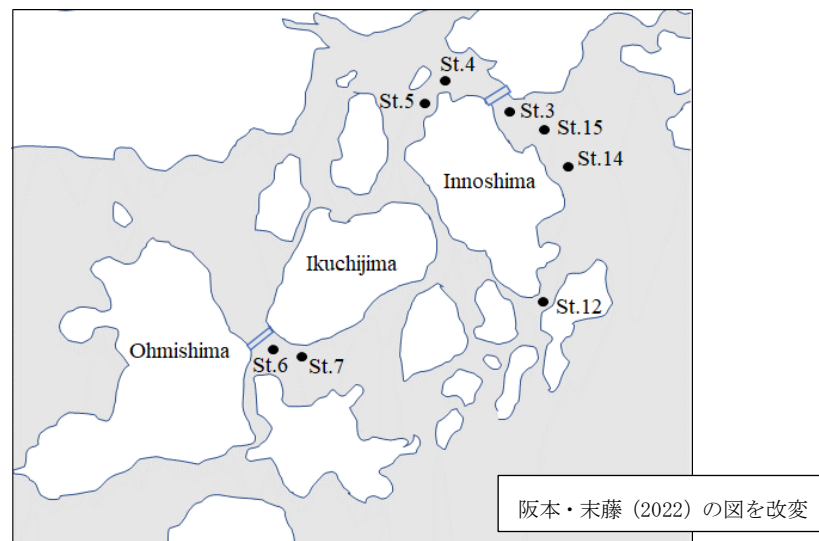 St.4
St.5
St.3
St.15
St.14
Innoshima
Ikuchijima
St.12
Ohmishima
St.6
St.7
阪本・末藤 (2022) の図を改変